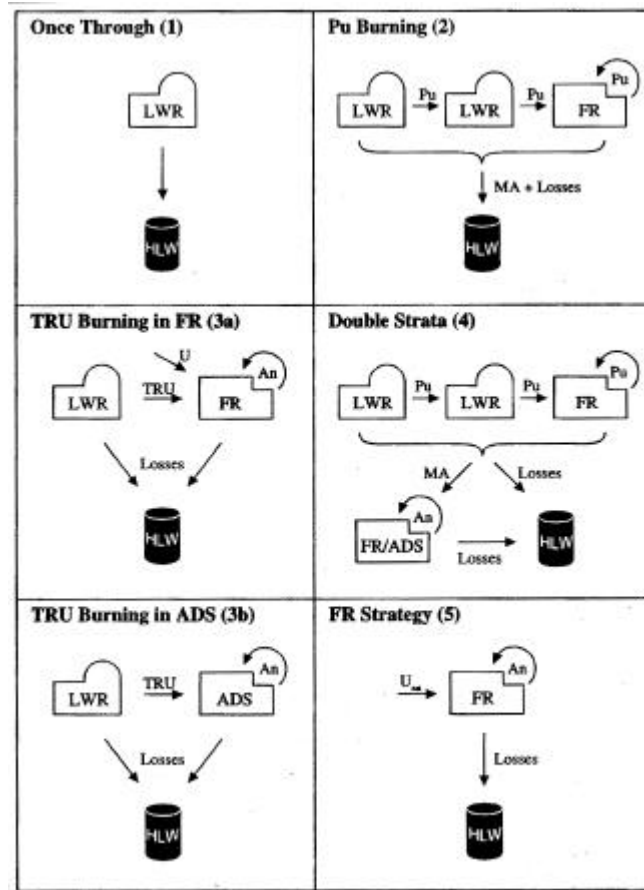 Once Through (1)
LWR
HLW
Pu Burning (2)
LWR
Pu
LWR
Pu
FR
Pu
MA + Losses
HLW
TRU Burning in FR (3a)
U
LWR
TRU
FR
An
Losses
HLW
Double Strata (4)
LWR
Pu
LWR
Pu
FR
Pu
MA
Losses
FR/ADS
An
Losses
HLW
TRU Burning in ADS (3b)
LWR
TRU
ADS
An
Losses
HLW
FR Strategy (5)
Unat
FR
An
Losses
HLW